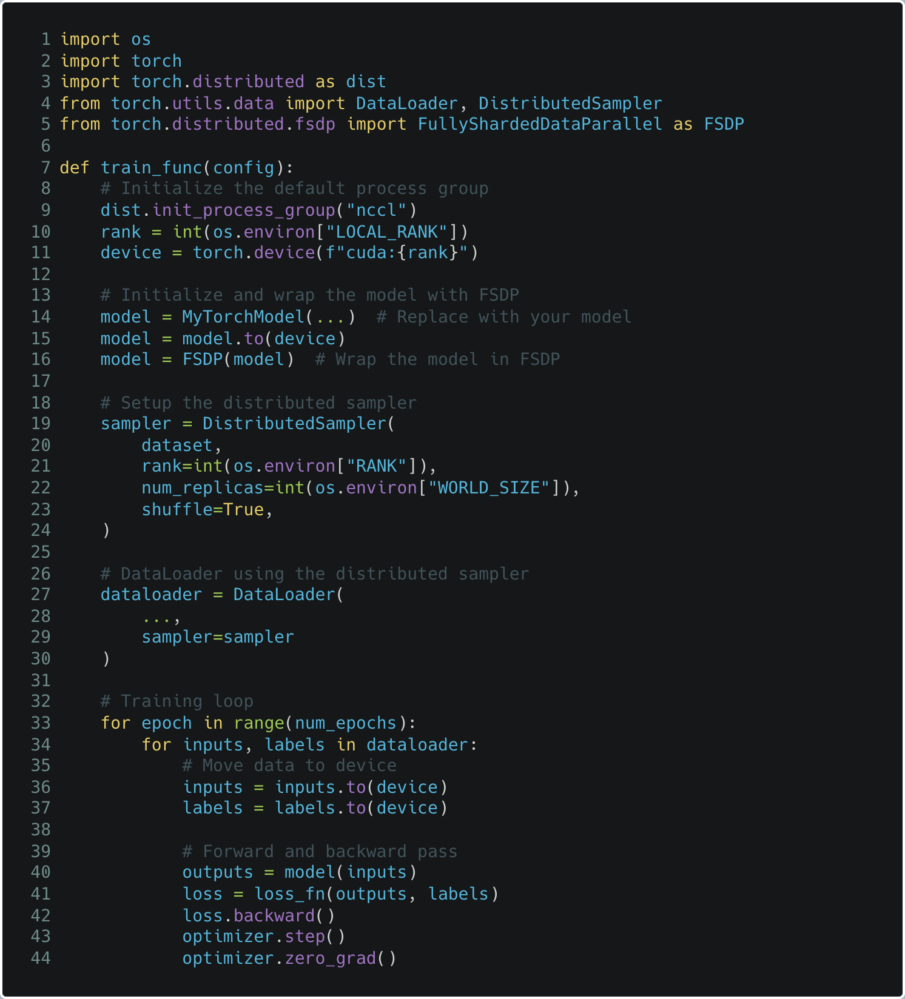 1 import os
2 import torch
3 import torch.distributed as dist
4 from torch.utils.data import DataLoader, DistributedSampler
5 from torch.distributed.fsdp import FullyShardedDataParallel as FSDP
6
7 def train_func(config):
8     # Initialize the default process group
9     dist.init_process_group("nccl")
10     rank = int(os.environ["LOCAL_RANK"])
11     device = torch.device(f"cuda:{rank}")
12
13     # Initialize and wrap the model with FSDP
14     model = MyTorchModel(...)  # Replace with your model
15     model = model.to(device)
16     model = FSDP(model)  # Wrap the model in FSDP
17
18     # Setup the distributed sampler
19     sampler = DistributedSampler(
20         dataset,
21         rank=int(os.environ["RANK"]),
22         num_replicas=int(os.environ["WORLD_SIZE"]),
23         shuffle=True,
24     )
25
26     # DataLoader using the distributed sampler
27     dataloader = DataLoader(
28         ...,
29         sampler=sampler
30     )
31
32     # Training loop
33     for epoch in range(num_epochs):
34         for inputs, labels in dataloader:
35             # Move data to device
36             inputs = inputs.to(device)
37             labels = labels.to(device)
38
39             # Forward and backward pass
40             outputs = model(inputs)
41             loss = loss_fn(outputs, labels)
42             loss.backward()
43             optimizer.step()
44             optimizer.zero_grad()